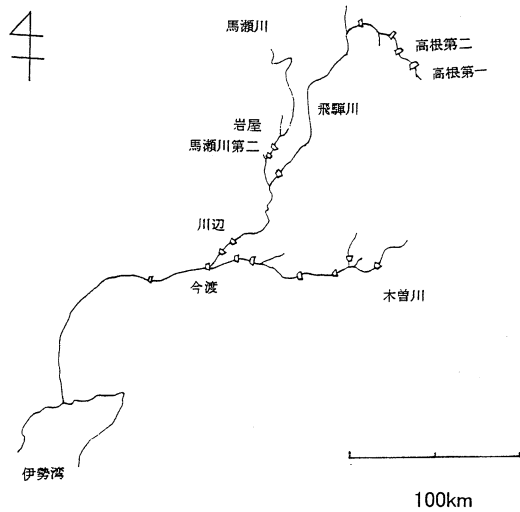 馬瀬川
高根第二
高根第一
飛騨川
岩屋
馬瀬川第二
川辺
今渡
木曽川
伊勢湾
100km